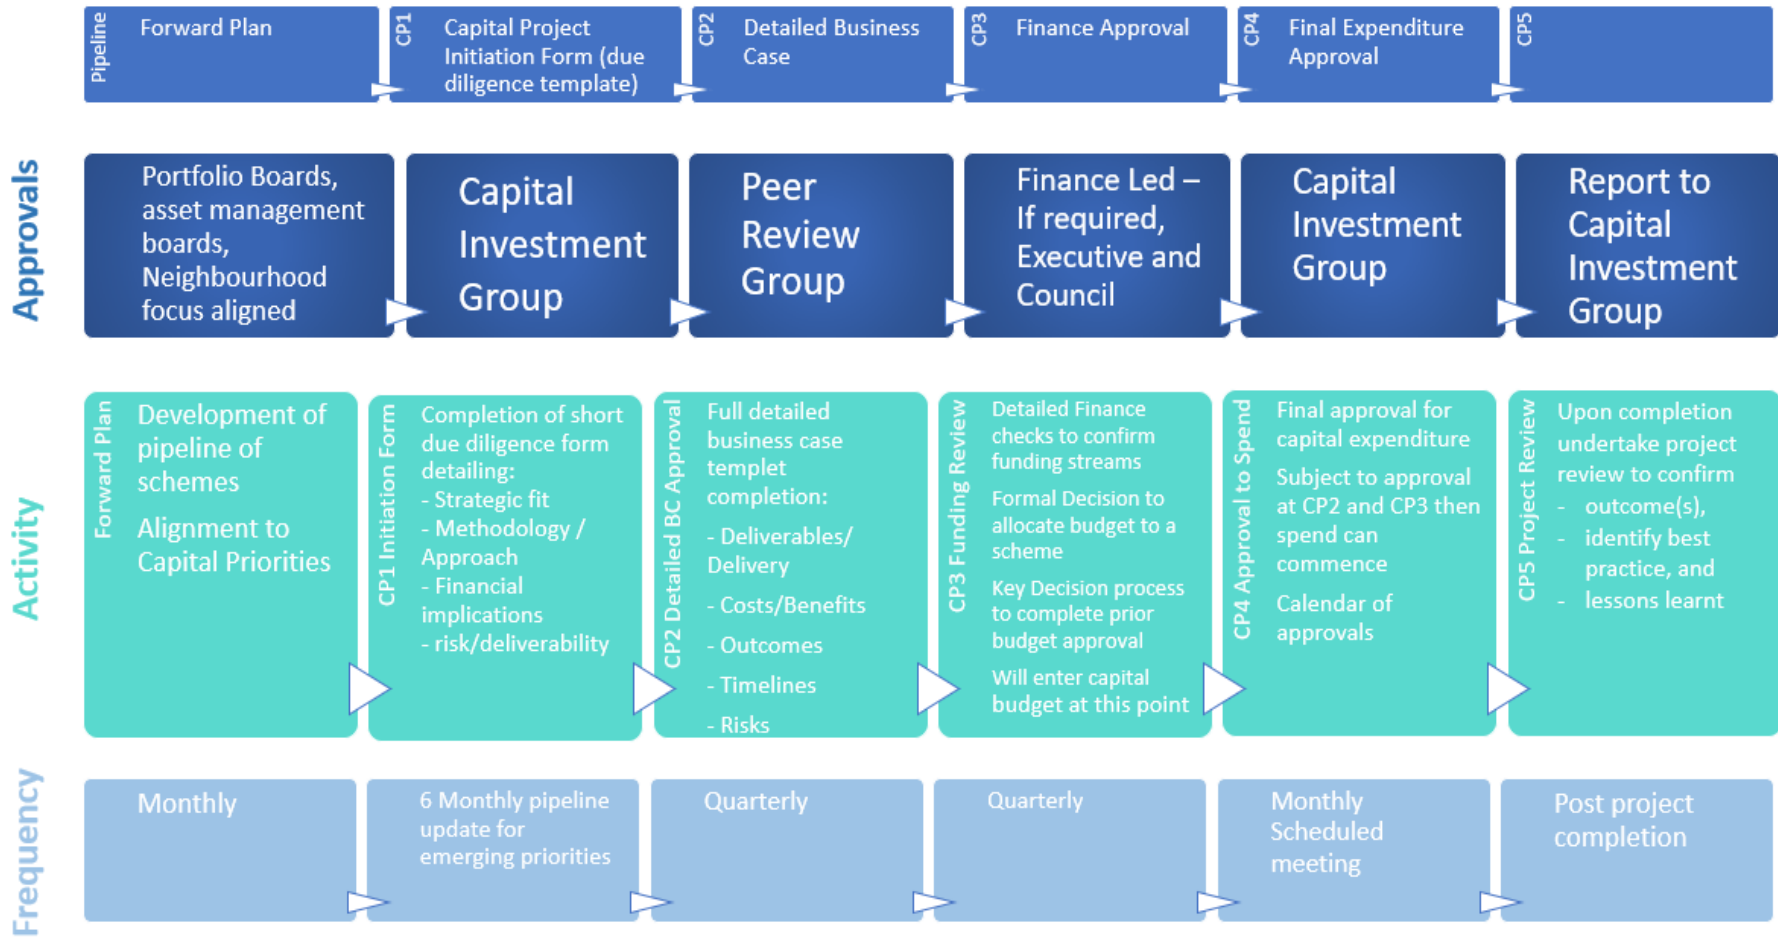 Pipeline
Forward Plan
CP1
Capital Project
Initiation Form (due
diligence template)
CP2
Detailed Business
Case
CP3
Finance Approval
CP4
Final Expenditure
Approval
CP5
Approvals
Portfolio Boards,
asset management
boards,
Neighbourhood
focus aligned
Capital
Investment
Group
Peer
Review
Group
Finance Led –
If required,
Executive and
Council
Capital
Investment
Group
Report to
Capital
Investment
Group
Activity
Forward Plan
Development of
pipeline of
schemes
Alignment to
Capital Priorities
CP1 Initiation Form
Completion of short
due diligence form
detailing:
- Strategic fit
- Methodology /
Approach
- Financial
implications
- risk/deliverability
CP2 Detailed BC Approval
Full detailed
business case
templet
completion:
- Deliverables/
Delivery
- Costs/Benefits
- Outcomes
- Timelines
- Risks
CP3 Funding Review
Detailed Finance
checks to confirm
funding streams
Formal Decision to
allocate budget to a
scheme
Key Decision process
to complete prior
budget approval
Will enter capital
budget at this point
CP4 Approval to Spend
Final approval for
capital expenditure
Subject to approval
at CP2 and CP3 then
spend can
commence
Calendar of
approvals
CP5 Project Review
Upon completion
undertake project
review to confirm
- outcome(s),
- identify best
practice, and
- lessons learnt
Frequency
Monthly
6 Monthly pipeline
update for
emerging priorities
Quarterly
Quarterly
Monthly
Scheduled
meeting
Post project
completion